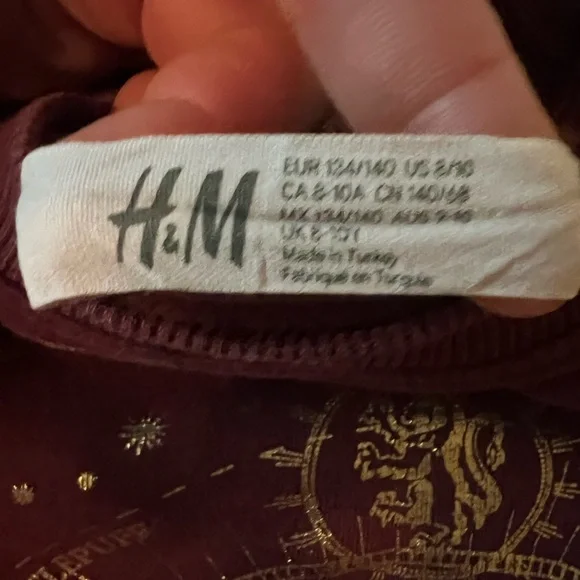 H&M
EUR 134/140 US 8/10
CA 8-10A CN 140/68
MX 134/140 AUS 8-10
UK 8-10Y
Made in Turkey
Fabriqué en Turquie